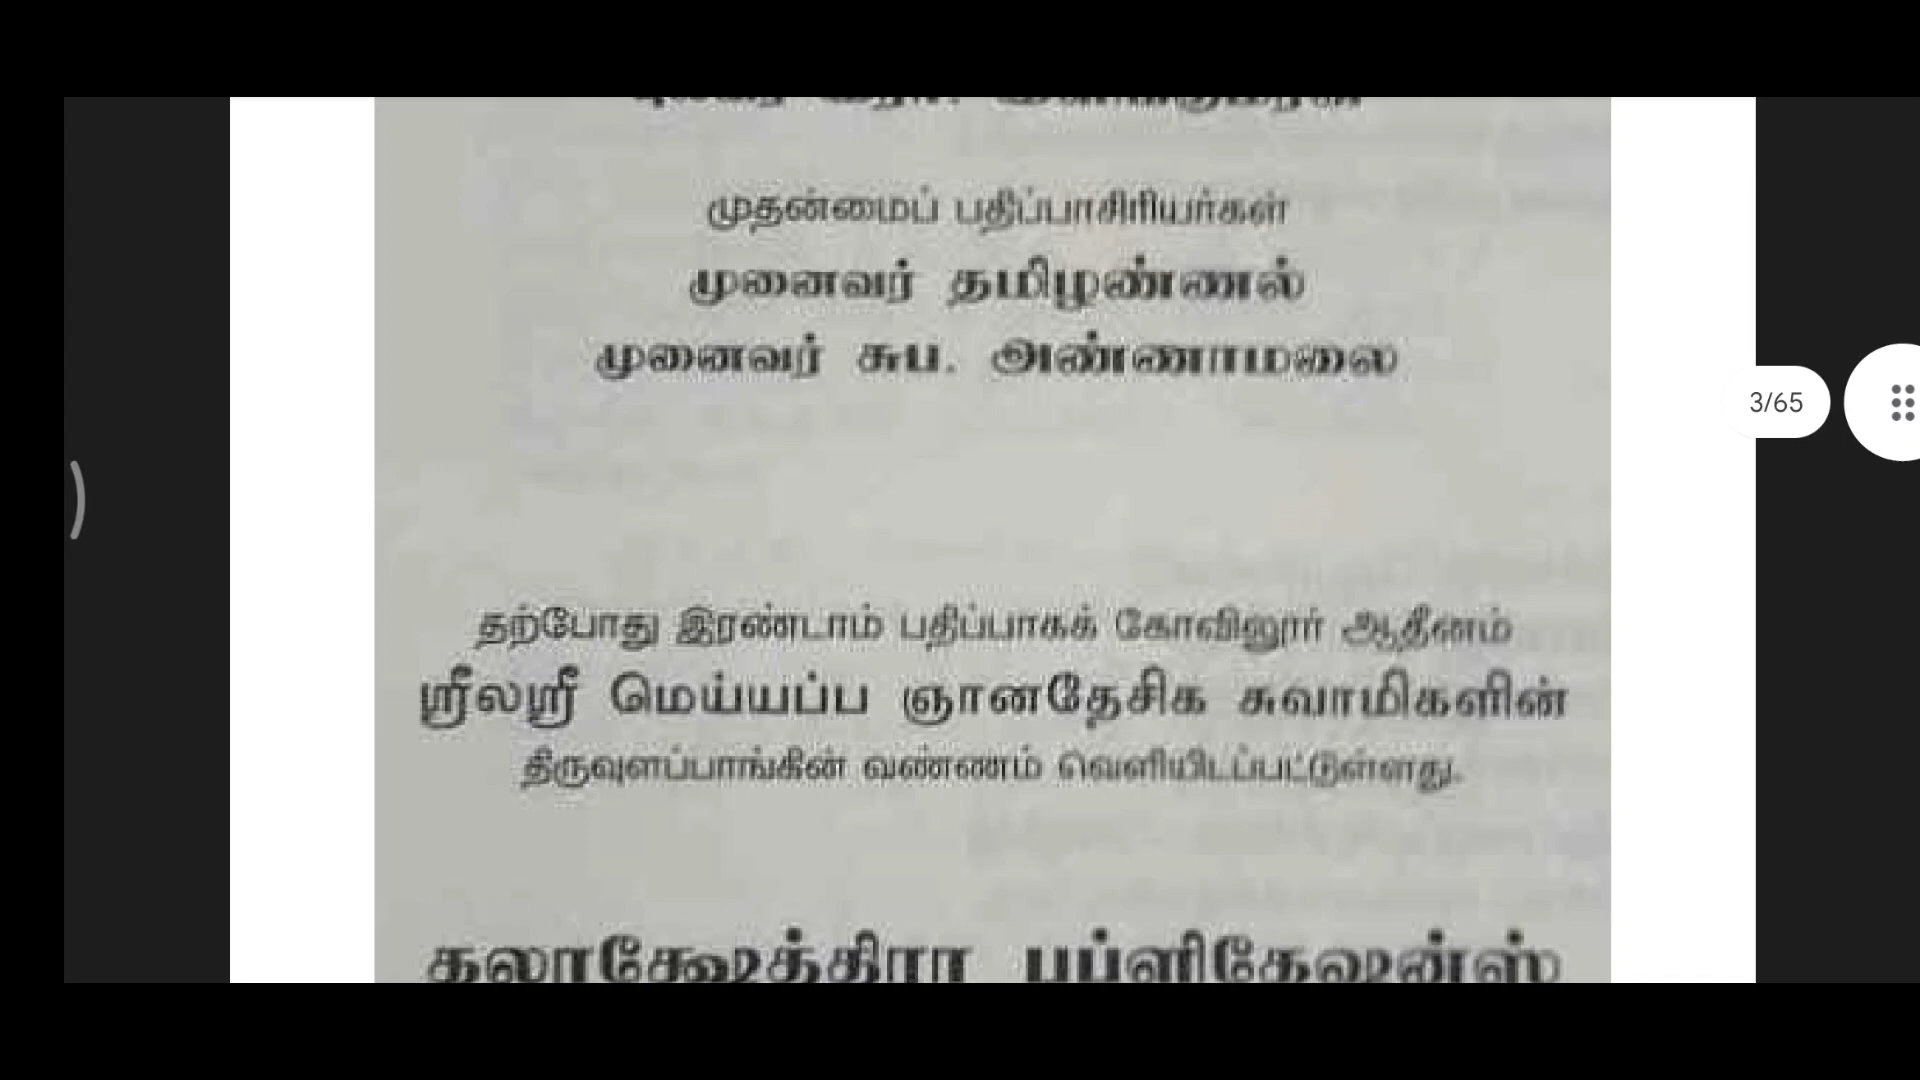 முதன்மைப் பதிப்பாசிரியர்கள்
முனைவர் தமிழண்ணல்
முனைவர் சுப. அண்ணாமலை
3/65
தற்போது இரண்டாம் பதிப்பாகக் கோவிலூர் ஆதீனம்
ஸ்ரீலஸ்ரீ மெய்யப்ப ஞானதேசிக சுவாமிகளின்
திருவுளப்பாங்கின் வண்ணம் வெளியிடப்பட்டுள்ளது.
கலாக்ஷேத்திரா பப்ளிகேஷன்ஸ்